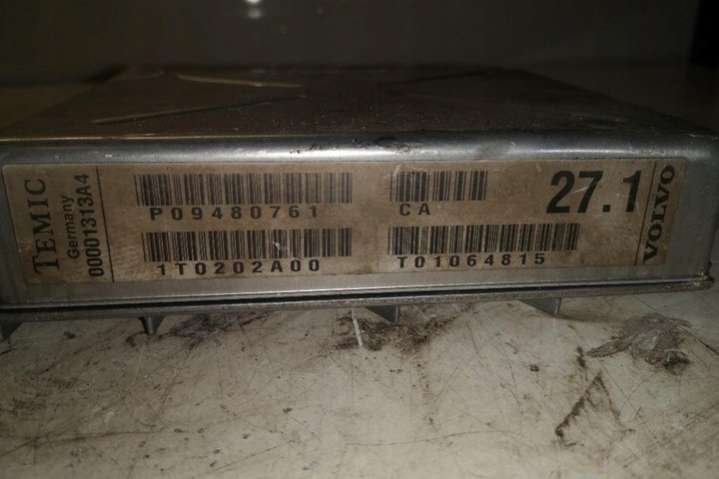 TEMIC
Germany
00001313A4
P09480761
CA
27.1
1T0202A00
T01064815
VOLVO